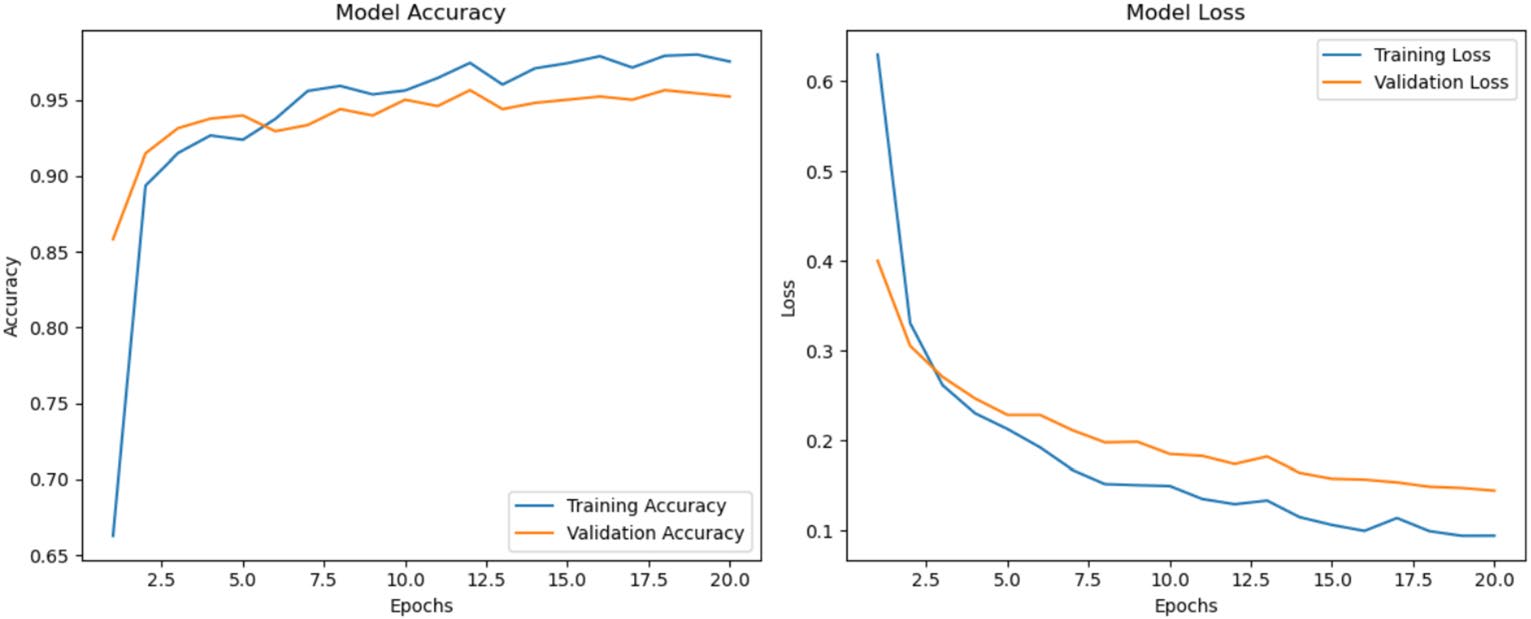 Model Accuracy
Accuracy
0.95
0.90
0.85
0.80
0.75
0.70
0.65
Training Accuracy
Validation Accuracy
2.5 5.0 7.5 10.0 12.5 15.0 17.5 20.0
Epochs
Model Loss
Loss
0.6
0.5
0.4
0.3
0.2
0.1
Training Loss
Validation Loss
2.5 5.0 7.5 10.0 12.5 15.0 17.5 20.0
Epochs